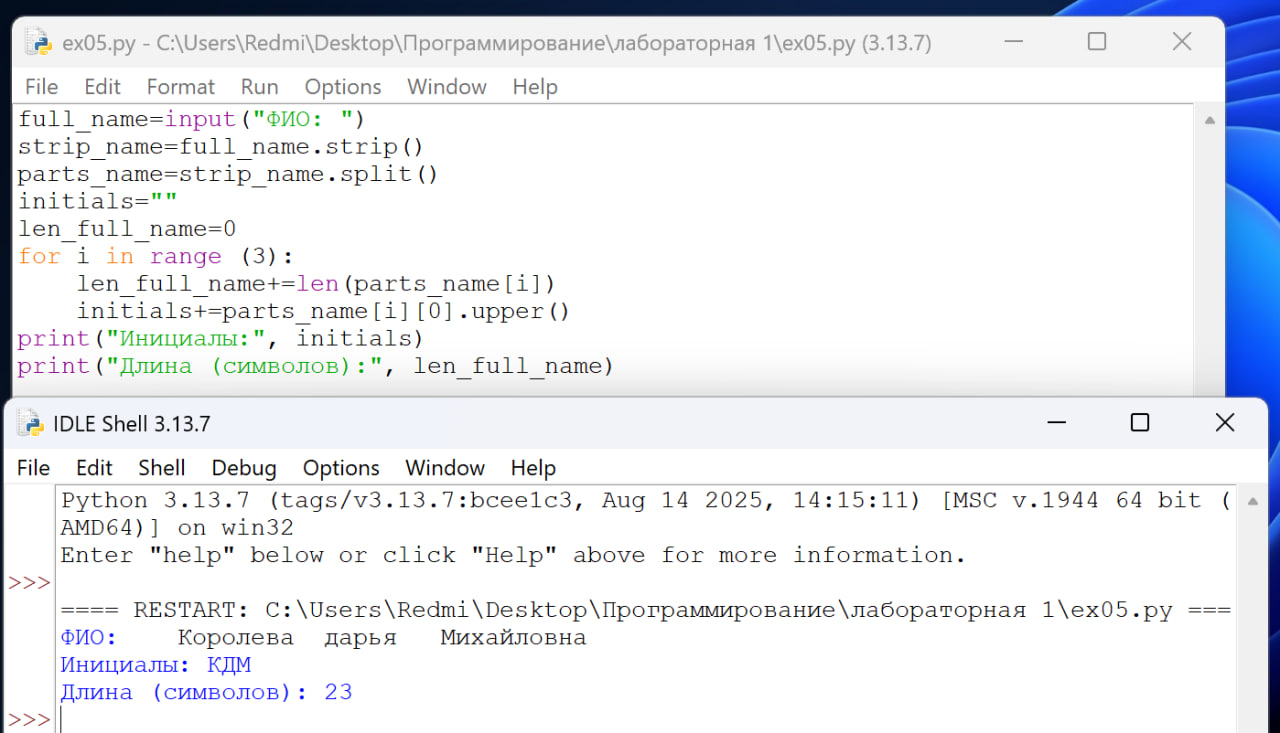 ex05.py - C:\Users\Redmi\Desktop\Программирование\лабораторная 1\ex05.py (3.13.7)
File Edit Format Run Options Window Help
full_name=input("ФИО: ")
strip_name=full_name.strip()
parts_name=strip_name.split()
initials=""
len_full_name=0
for i in range (3):
    len_full_name+=len(parts_name[i])
    initials+=parts_name[i][0].upper()
print("Инициалы:", initials)
print("Длина (символов):", len_full_name)
IDLE Shell 3.13.7
File Edit Shell Debug Options Window Help
Python 3.13.7 (tags/v3.13.7:bcee1c3, Aug 14 2025, 14:15:11) [MSC v.1944 64 bit (
AMD64)] on win32
Enter "help" below or click "Help" above for more information.
>>>
==== RESTART: C:\Users\Redmi\Desktop\Программирование\лабораторная 1\ex05.py ===
ФИО:    Королева  дарья   Михайловна
Инициалы: КДМ
Длина (символов): 23
>>>